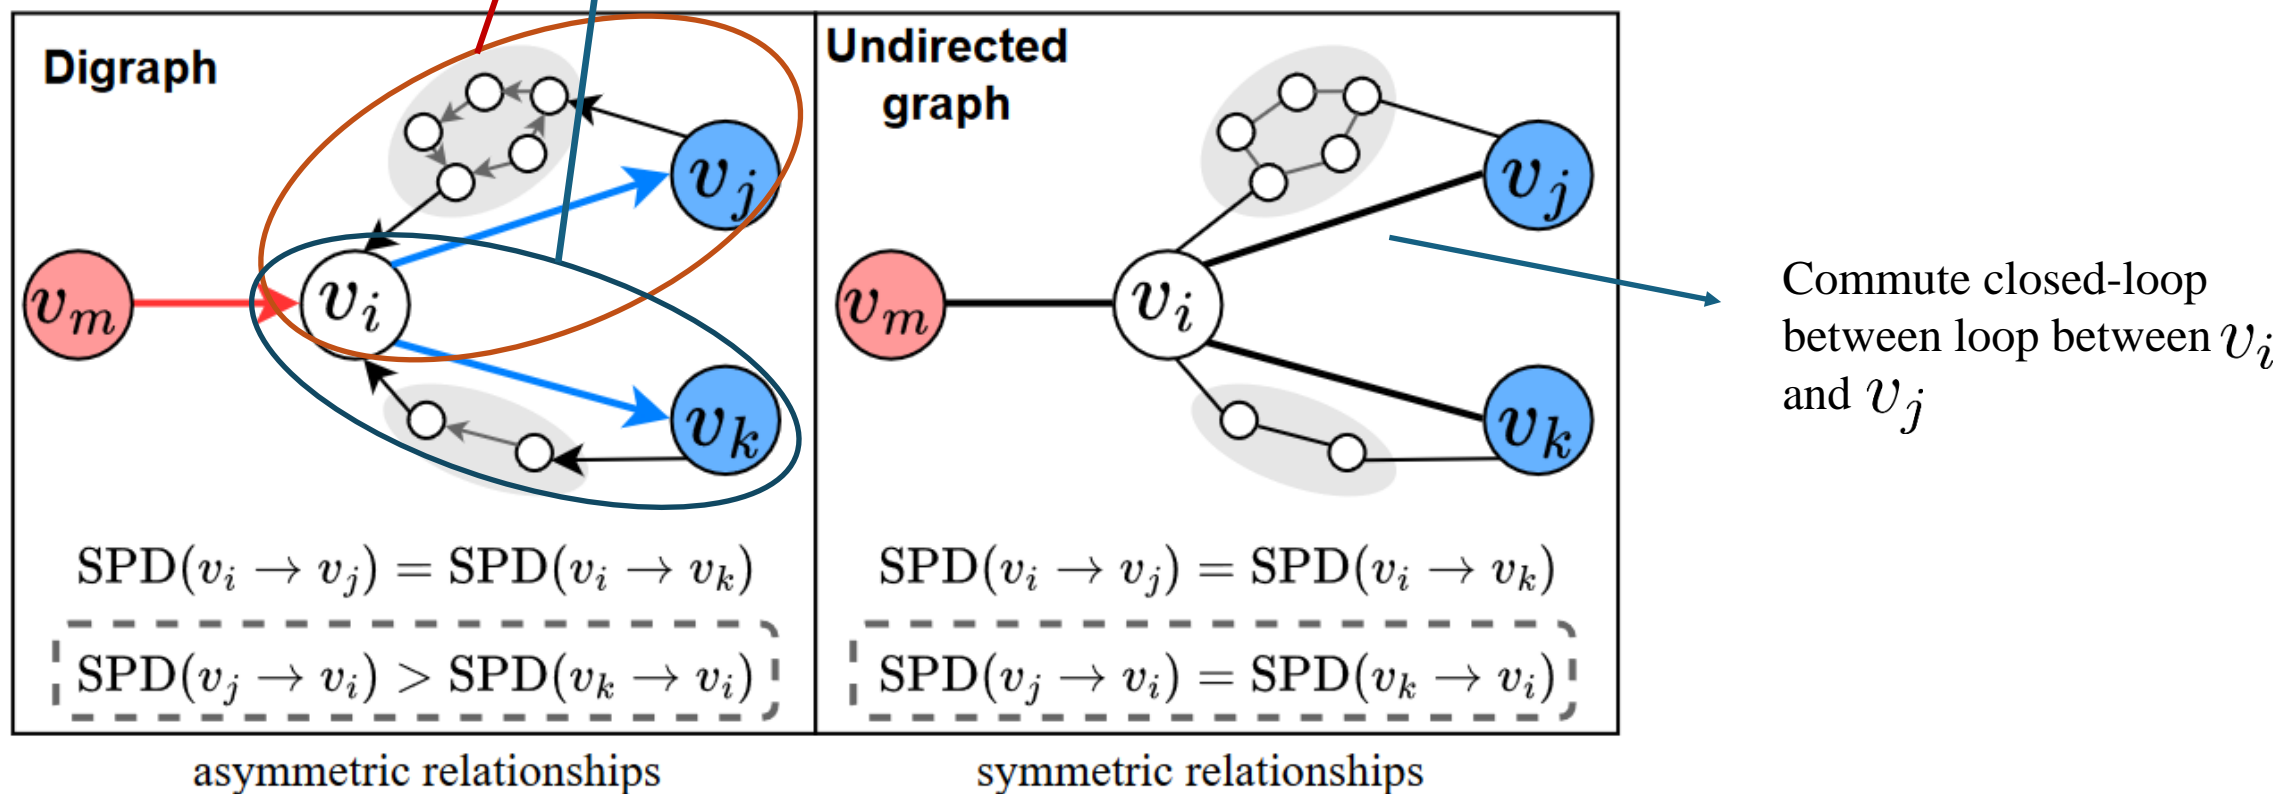 Digraph
v_j
v_m
v_i
v_k
SPD(v_i → v_j) = SPD(v_i → v_k)
SPD(v_j → v_i) > SPD(v_k → v_i)
asymmetric relationships
Undirected
graph
v_j
v_m
v_i
v_k
SPD(v_i → v_j) = SPD(v_i → v_k)
SPD(v_j → v_i) = SPD(v_k → v_i)
symmetric relationships
Commute closed-loop
between loop between v_i
and v_j